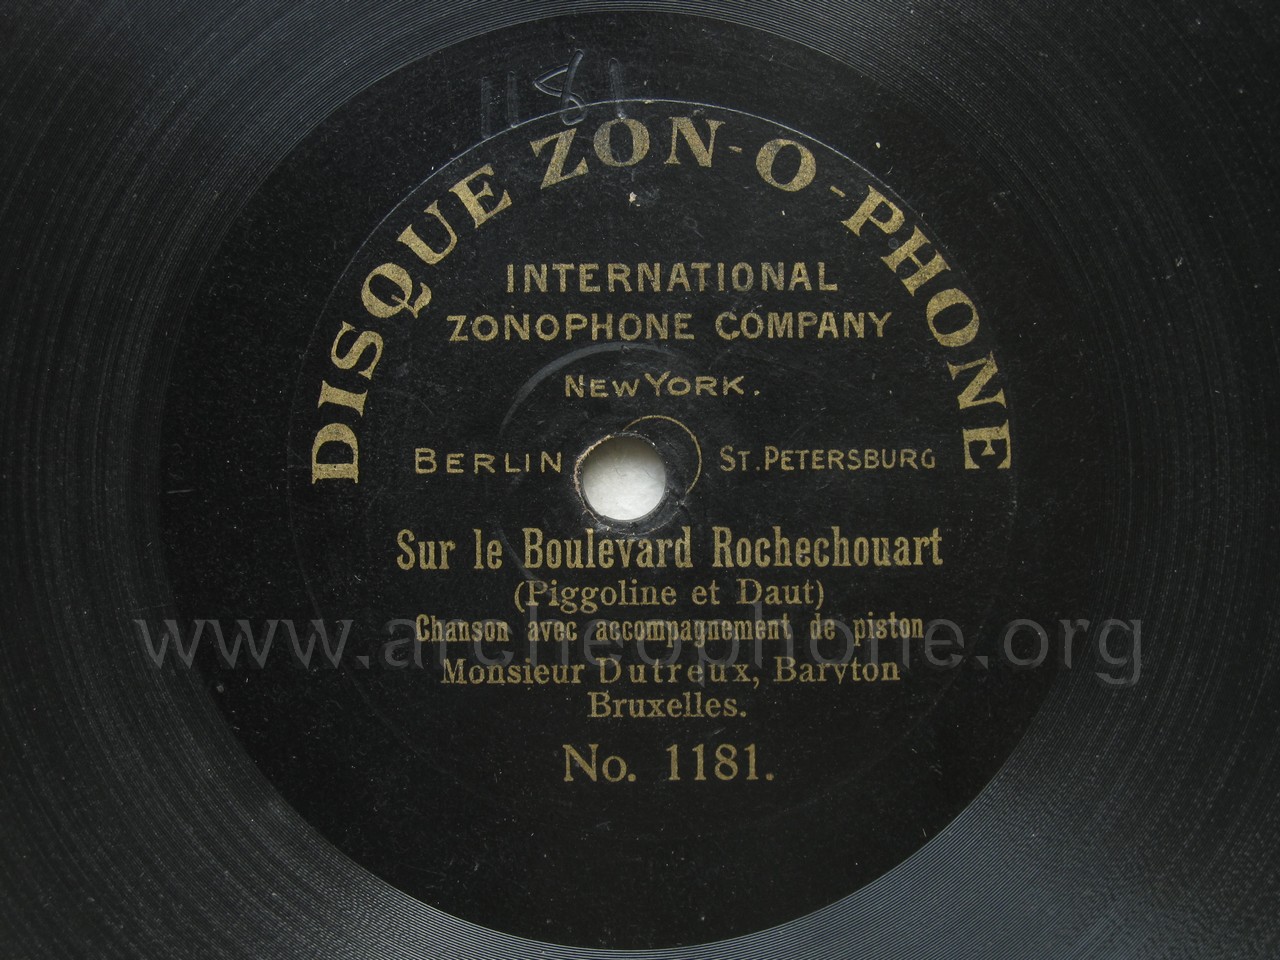 1181
DISQUE ZON-O-PHONE
INTERNATIONAL
ZONOPHONE COMPANY
NEW YORK.
BERLIN ST. PETERSBURG
Sur le Boulevard Rochechouart
(Piggoline et Daut)
Chanson avec accompagnement de piston
www.archeophone.org
Monsieur Dutreux, Baryton
Bruxelles.
No. 1181.